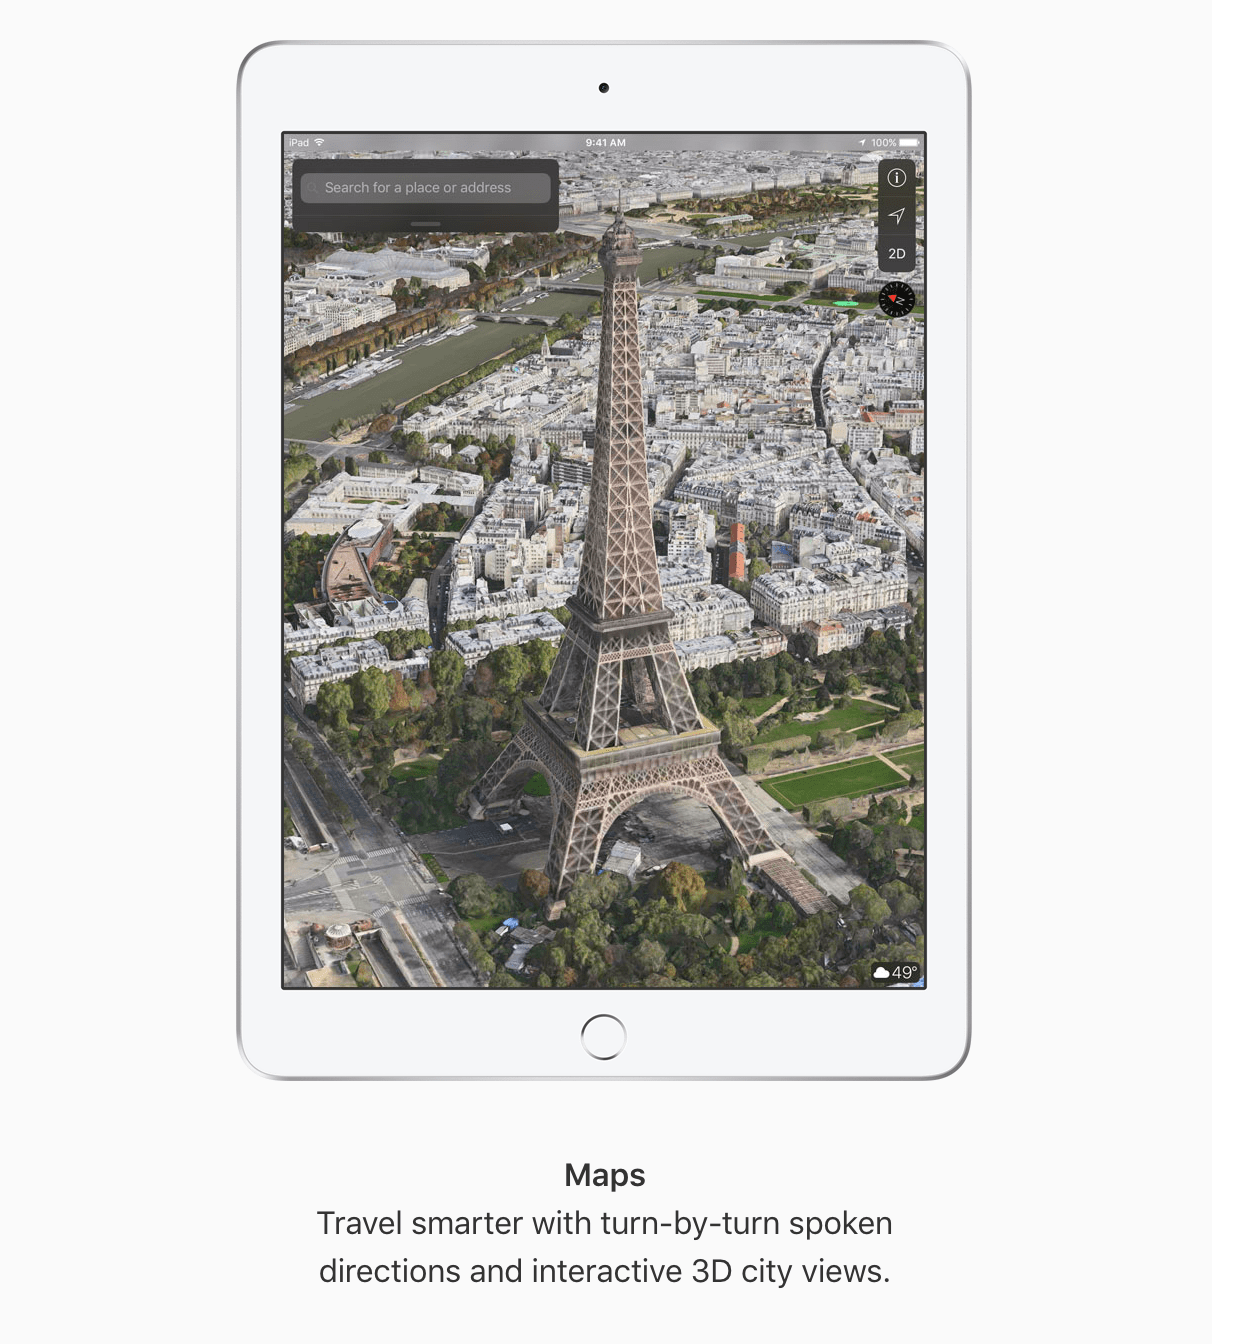 iPad 9:41 AM 100%
Search for a place or address
2D
N
49°
Maps
Travel smarter with turn-by-turn spoken
directions and interactive 3D city views.